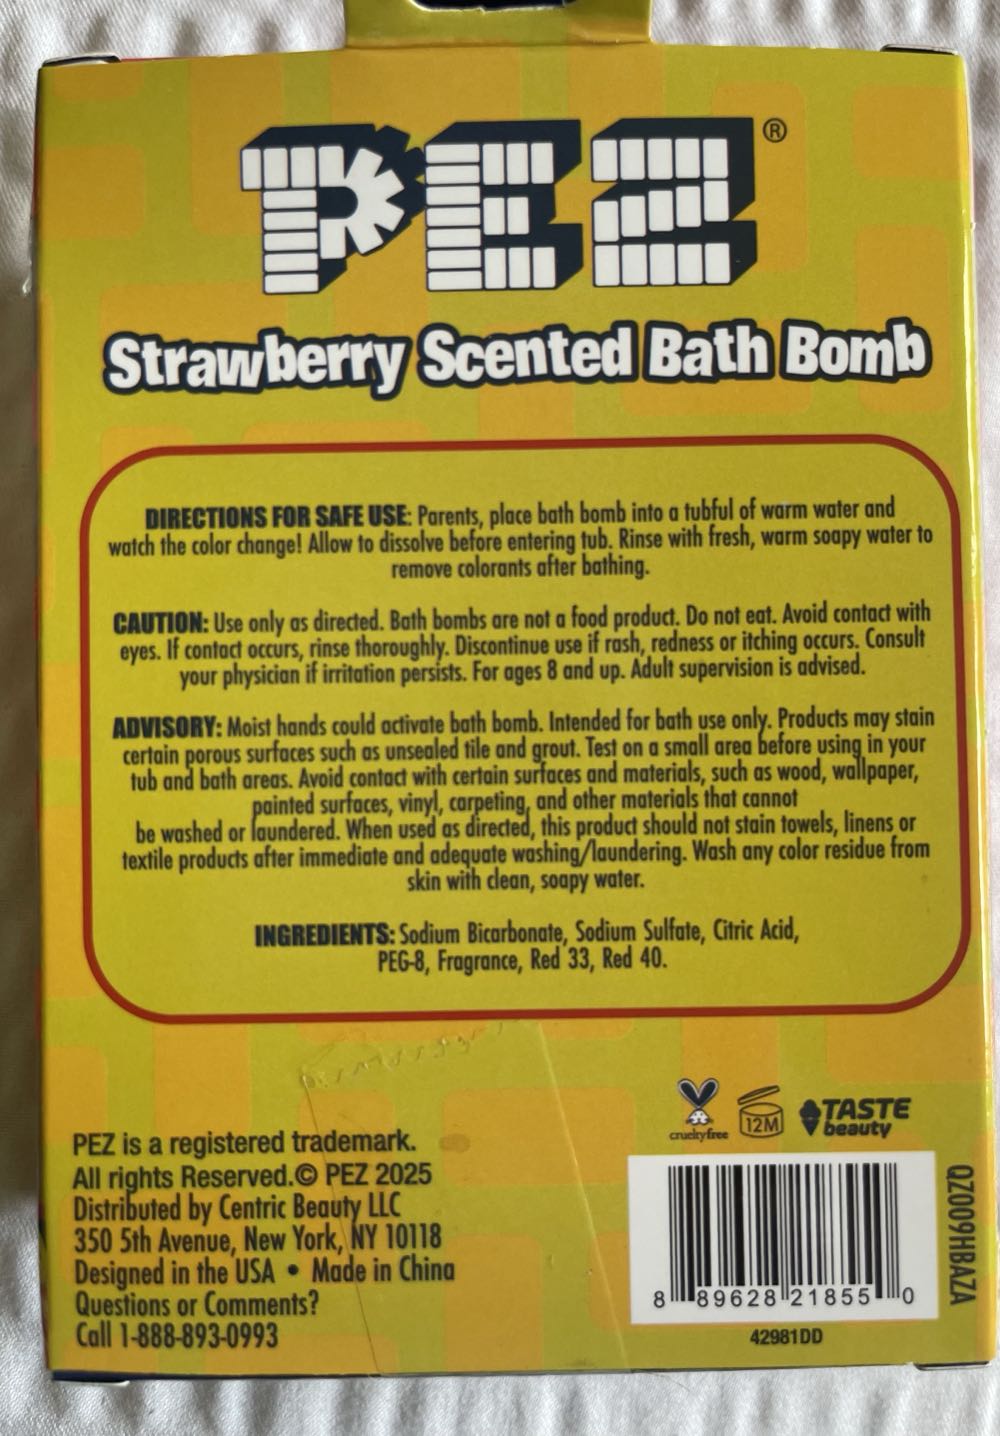 PEZ®
Strawberry Scented Bath Bomb
DIRECTIONS FOR SAFE USE: Parents, place bath bomb into a tubful of warm water and
watch the color change! Allow to dissolve before entering tub. Rinse with fresh, warm soapy water to
remove colorants after bathing.
CAUTION: Use only as directed. Bath bombs are not a food product. Do not eat. Avoid contact with
eyes. If contact occurs, rinse thoroughly. Discontinue use if rash, redness or itching occurs. Consult
your physician if irritation persists. For ages 8 and up. Adult supervision is advised.
ADVISORY: Moist hands could activate bath bomb. Intended for bath use only. Products may stain
certain porous surfaces such as unsealed tile and grout. Test on a small area before using in your
tub and bath areas. Avoid contact with certain surfaces and materials, such as wood, wallpaper,
painted surfaces, vinyl, carpeting, and other materials that cannot
be washed or laundered. When used as directed, this product should not stain towels, linens or
textile products after immediate and adequate washing/laundering. Wash any color residue from
skin with clean, soapy water.
INGREDIENTS: Sodium Bicarbonate, Sodium Sulfate, Citric Acid,
PEG-8, Fragrance, Red 33, Red 40.
crueltyfree
12M
TASTE
beauty
PEZ is a registered trademark.
All rights Reserved.© PEZ 2025
Distributed by Centric Beauty LLC
350 5th Avenue, New York, NY 10118
Designed in the USA • Made in China
Questions or Comments?
Call 1-888-893-0993
8 89628 21855 0
42981DD
QZ009HBAZA